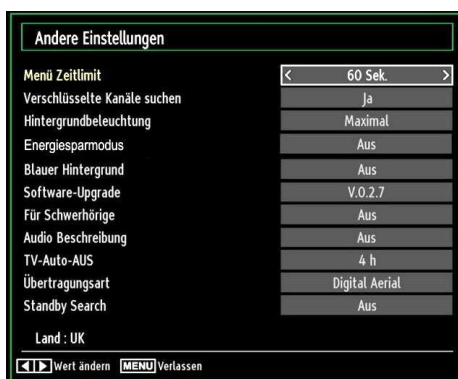 Andere Einstellungen
Menü Zeitlimit < 60 Sek. >
Verschlüsselte Kanäle suchen Ja
Hintergrundbeleuchtung Maximal
Energiesparmodus Aus
Blauer Hintergrund Aus
Software-Upgrade V.0.2.7
Für Schwerhörige Aus
Audio Beschreibung Aus
TV-Auto-AUS 4 h
Übertragungsart Digital Aerial
Standby Search Aus
Land : UK
Wert ändern MENU Verlassen